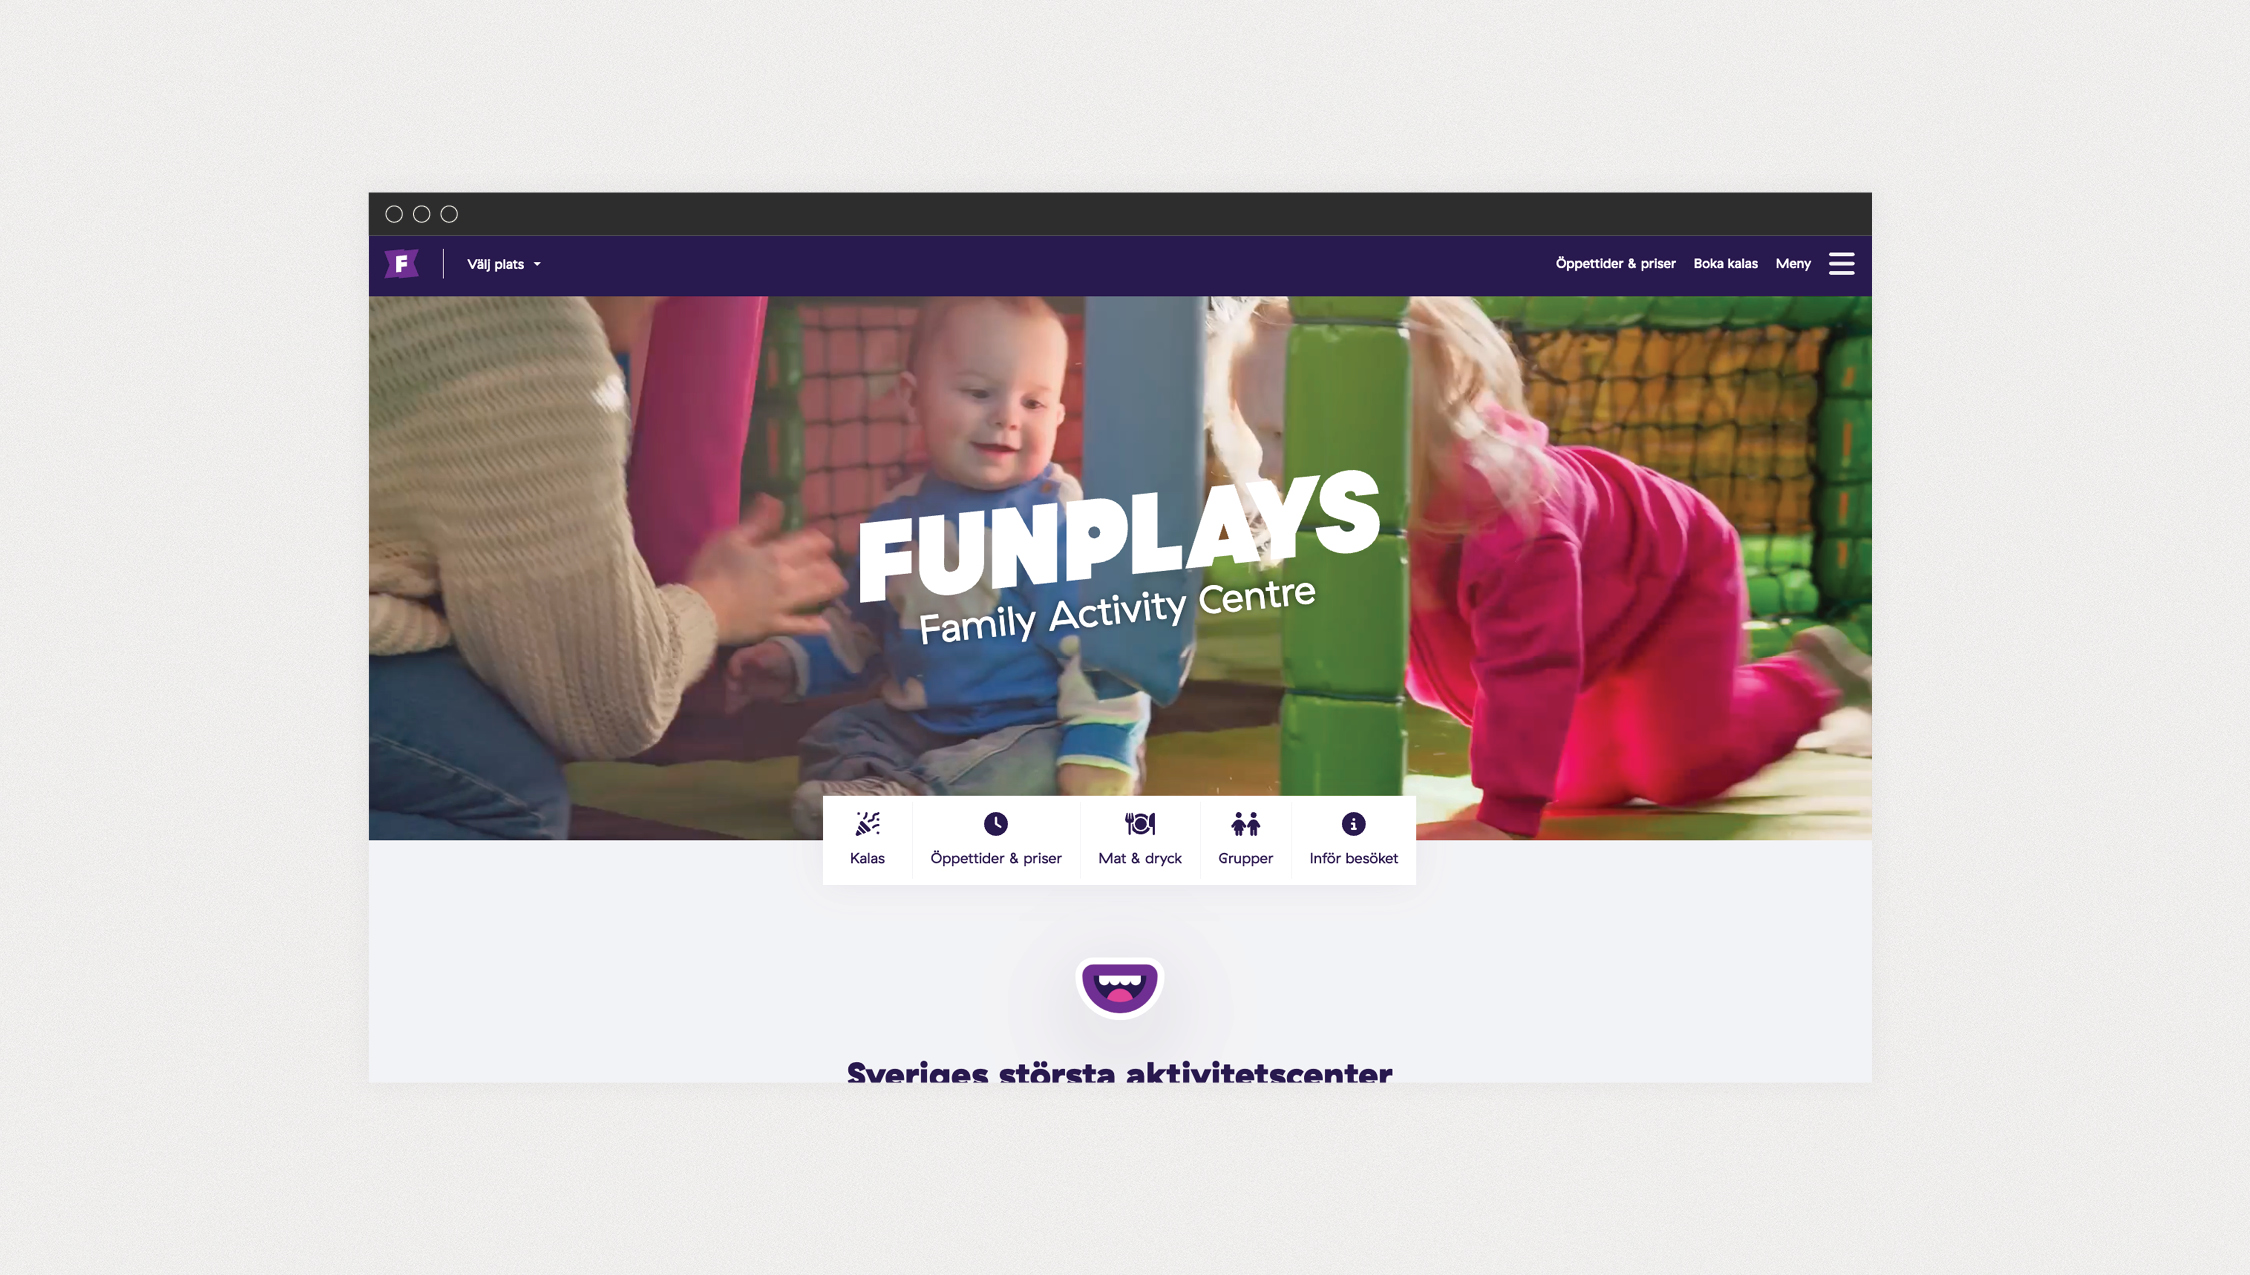 F
Välj plats
Öppettider & priser
Boka kalas
Meny
FUNPLAYS
Family Activity Centre
Kalas
Öppettider & priser
Mat & dryck
Grupper
Inför besöket
Sveriges största aktivitetscenter